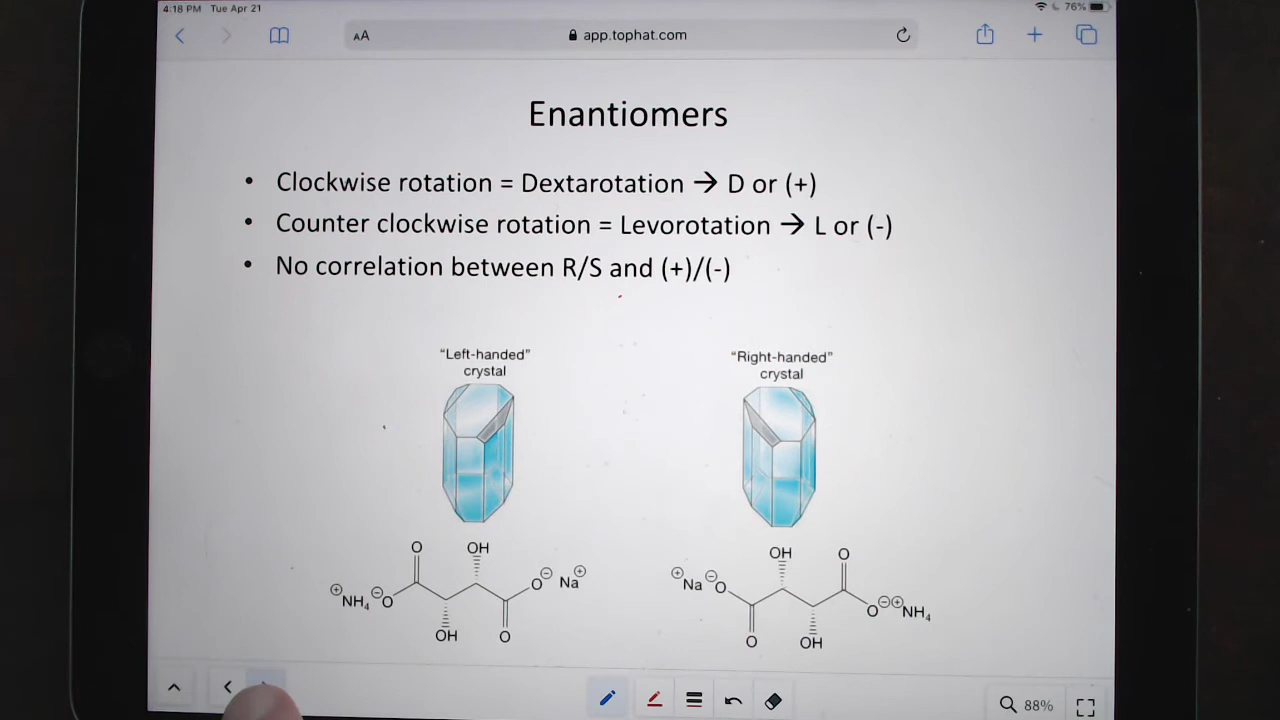 4:18 PM Tue Apr 21
76%
AA
app.tophat.com
Enantiomers
• Clockwise rotation = Dextarotation → D or (+)
• Counter clockwise rotation = Levorotation → L or (-)
• No correlation between R/S and (+)/(-)
“Left-handed”
crystal
“Right-handed”
crystal
O OH
⊕NH₄ ⊖O O⊖ Na⊕
OH O
OH O
⊕Na ⊖O O⊖⊕NH₄
O OH
88%